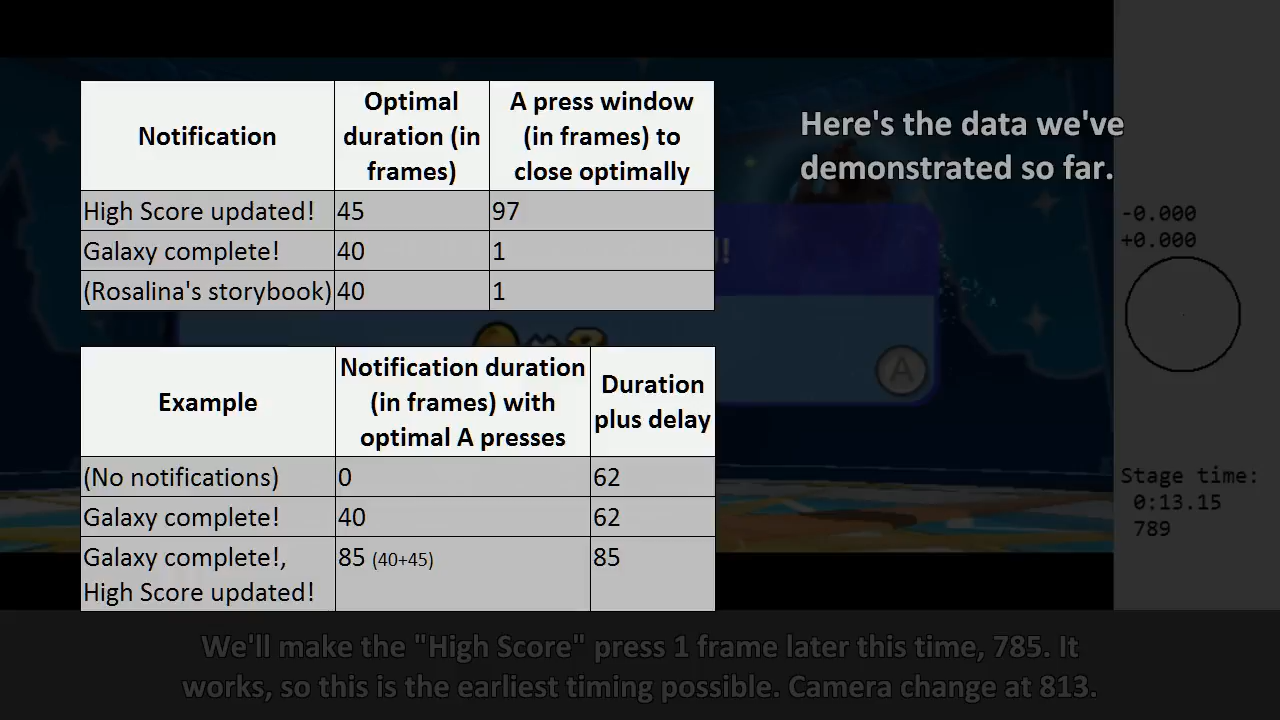 Here's the data we've
demonstrated so far.
Notification
Optimal
duration (in
frames)
A press window
(in frames) to
close optimally
High Score updated! 45 97
Galaxy complete! 40 1
(Rosalina's storybook) 40 1
Example
Notification duration
(in frames) with
optimal A presses
Duration
plus delay
(No notifications) 0 62
Galaxy complete! 40 62
Galaxy complete!, 85 (40+45) 85
High Score updated!
A
-0.000
+0.000
Stage time:
0:13.15
789
We'll make the "High Score" press 1 frame later this time, 785. It
works, so this is the earliest timing possible. Camera change at 813.